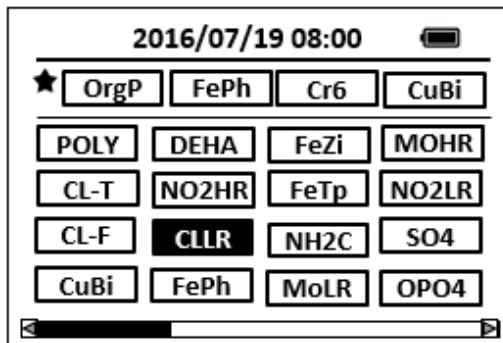 2016/07/19 08:00
OrgP FePh Cr6 CuBi
POLY DEHA FeZi MOHR
CL-T NO2HR FeTp NO2LR
CL-F CLLR NH2C SO4
CuBi FePh MoLR OPO4